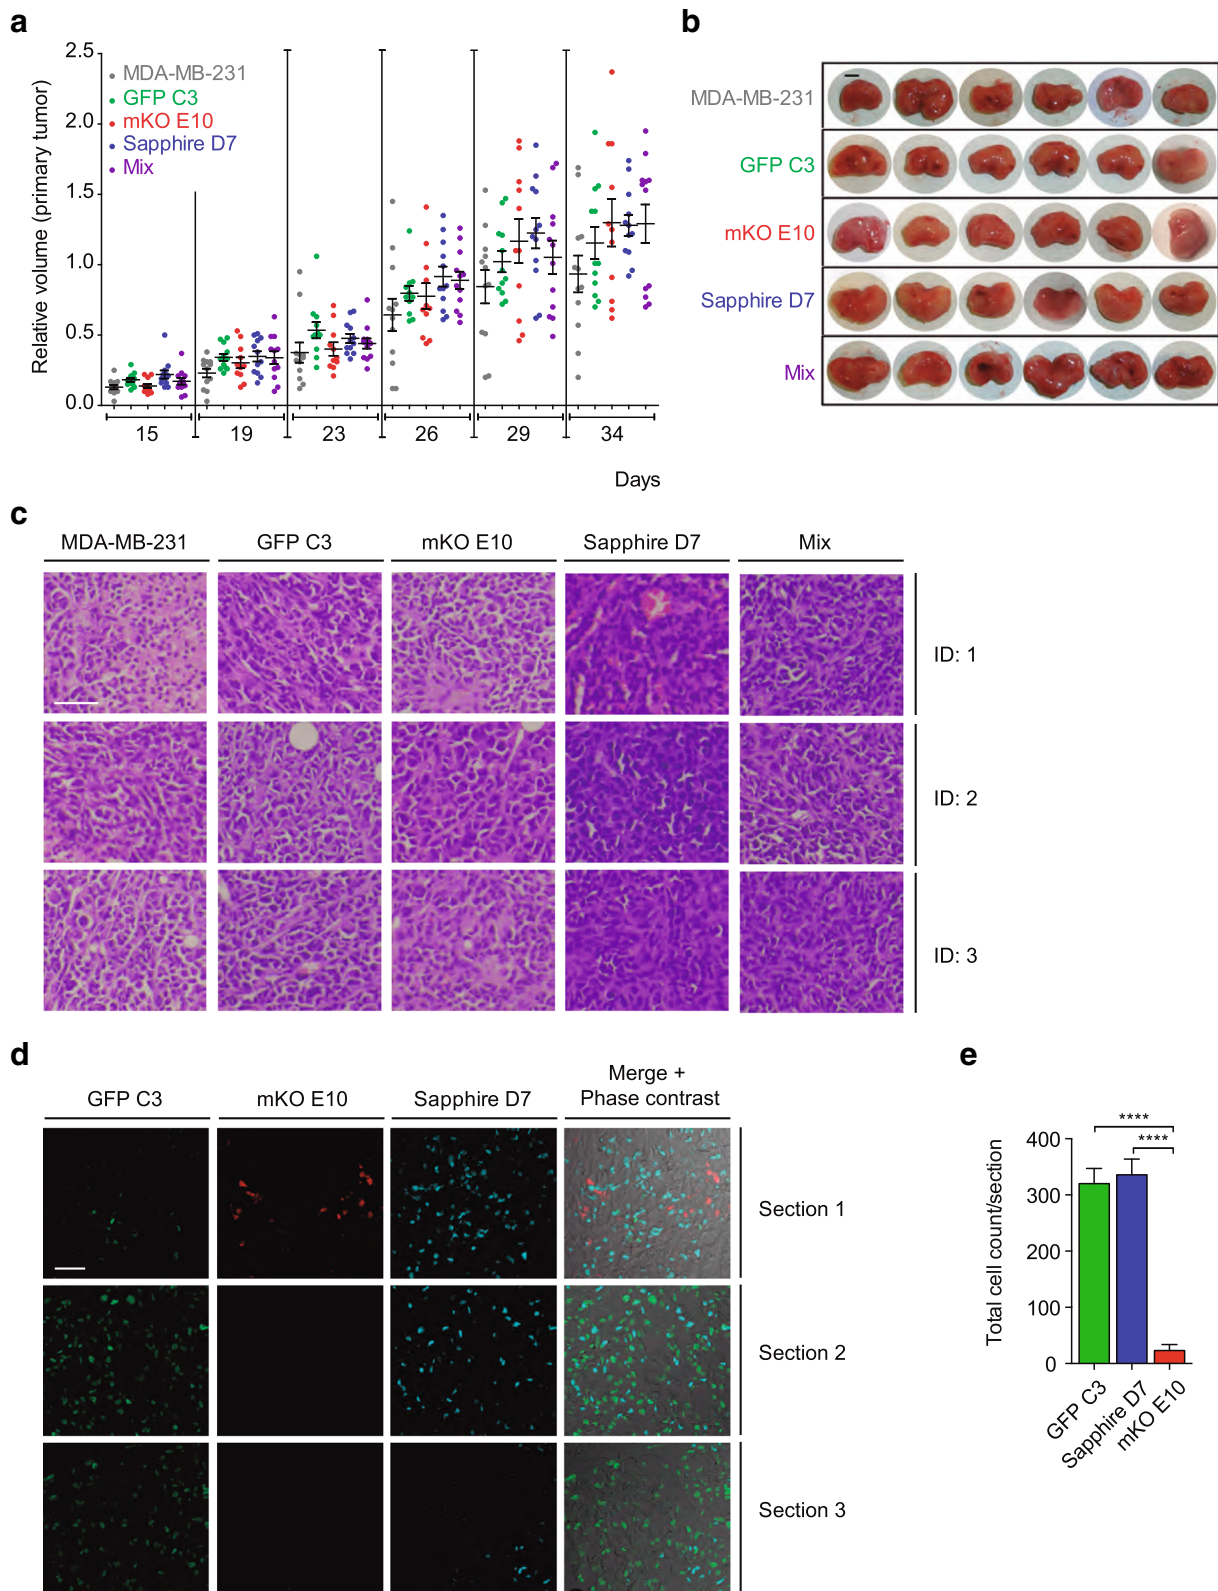 a
Relative volume (primary tumor)
2.5
2.0
1.5
1.0
0.5
0.0
MDA-MB-231
GFP C3
mKO E10
Sapphire D7
Mix
15 19 23 26 29 34
Days
b
MDA-MB-231
GFP C3
mKO E10
Sapphire D7
Mix
c
MDA-MB-231 GFP C3 mKO E10 Sapphire D7 Mix
ID: 1
ID: 2
ID: 3
d
GFP C3 mKO E10 Sapphire D7 Merge +
Phase contrast
Section 1
Section 2
Section 3
e
Total cell count/section
400
300
200
100
0
****
****
GFP C3
Sapphire D7
mKO E10